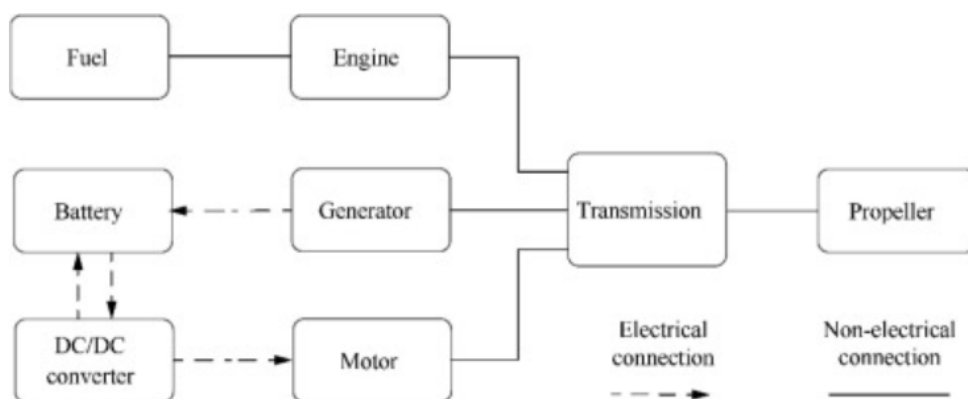 Fuel
Engine
Battery
Generator
Transmission
Propeller
DC/DC
converter
Motor
Electrical
connection
Non-electrical
connection